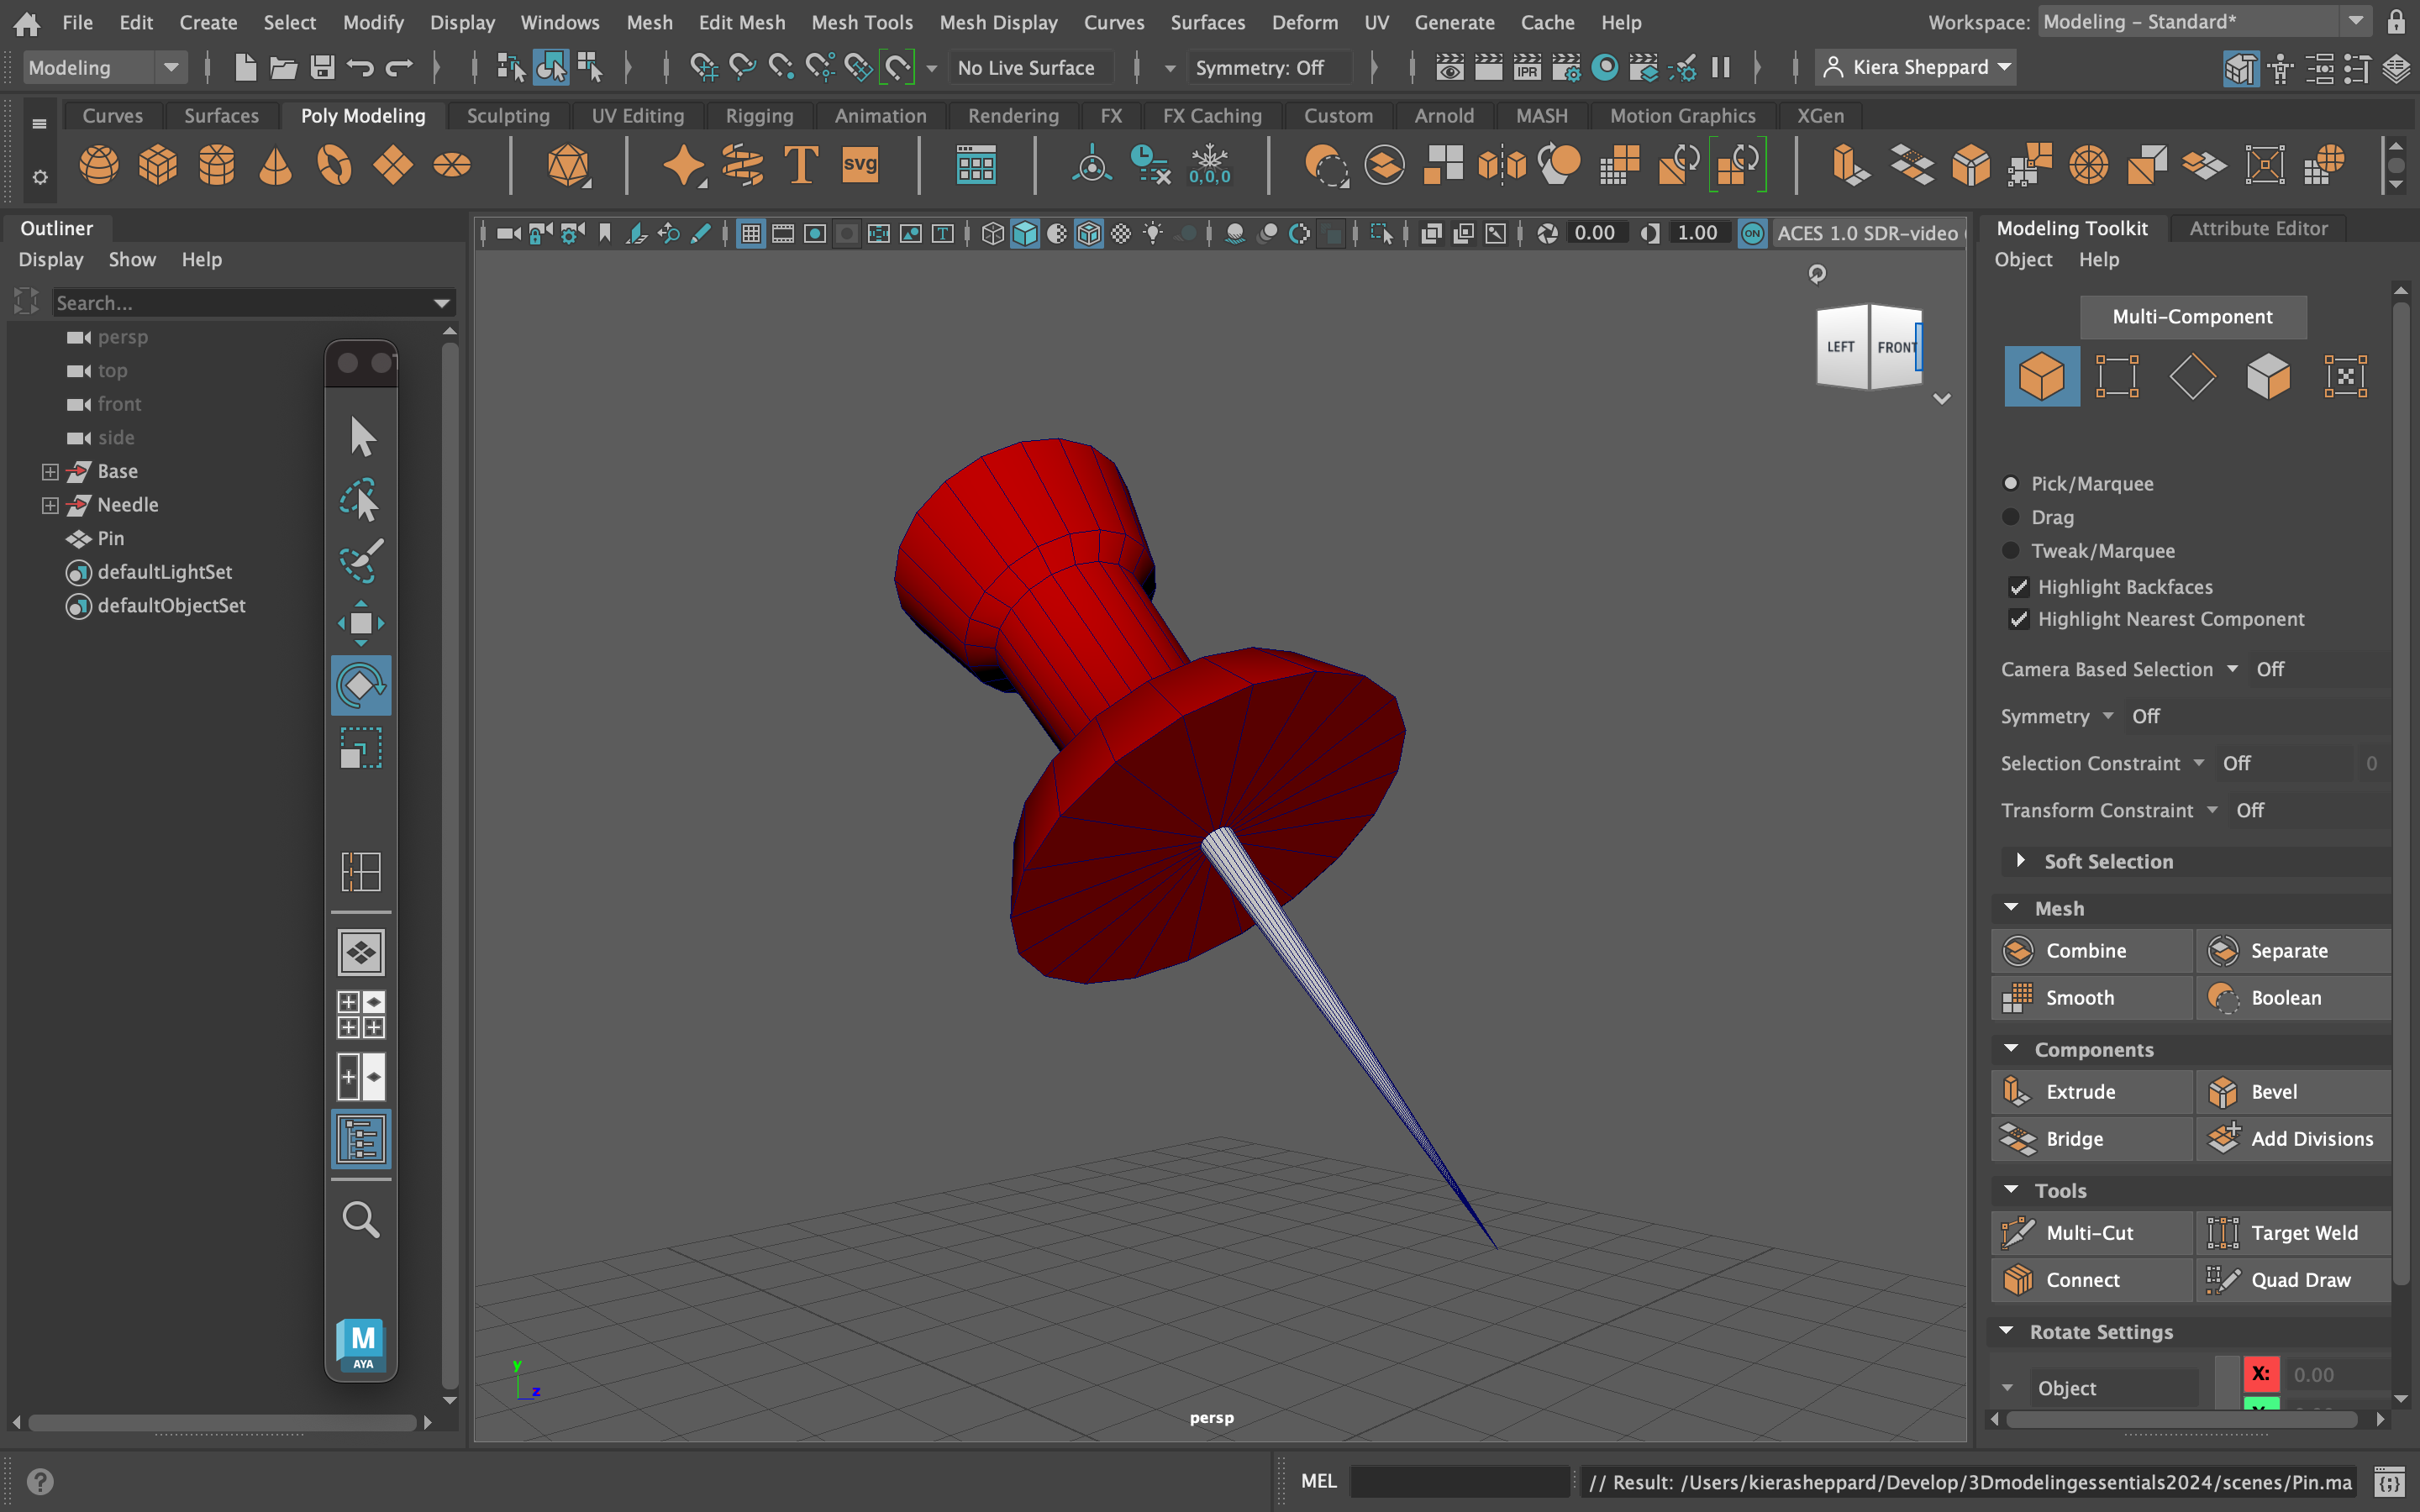 File Edit Create Select Modify Display Windows Mesh Edit Mesh Mesh Tools Mesh Display Curves Surfaces Deform UV Generate Cache Help Workspace: Modeling - Standard*
Modeling No Live Surface Symmetry: Off IPR Kiera Sheppard
Curves Surfaces Poly Modeling Sculpting UV Editing Rigging Animation Rendering FX FX Caching Custom Arnold MASH Motion Graphics XGen
T svg 0,0,0
Outliner
Display Show Help
Search...
persp
top
front
side
Base
Needle
Pin
defaultLightSet
defaultObjectSet
M
AYA
T 0.00 1.00 ON ACES 1.0 SDR-video
LEFT FRONT
y
z
persp
Modeling Toolkit Attribute Editor
Object Help
Multi-Component
Pick/Marquee
Drag
Tweak/Marquee
Highlight Backfaces
Highlight Nearest Component
Camera Based Selection Off
Symmetry Off
Selection Constraint Off 0
Transform Constraint Off
Soft Selection
Mesh
Combine Separate
Smooth Boolean
Components
Extrude Bevel
Bridge Add Divisions
Tools
Multi-Cut Target Weld
Connect Quad Draw
Rotate Settings
Object X: 0.00
? MEL // Result: /Users/kierasheppard/Develop/3Dmodelingessentials2024/scenes/Pin.ma {;}